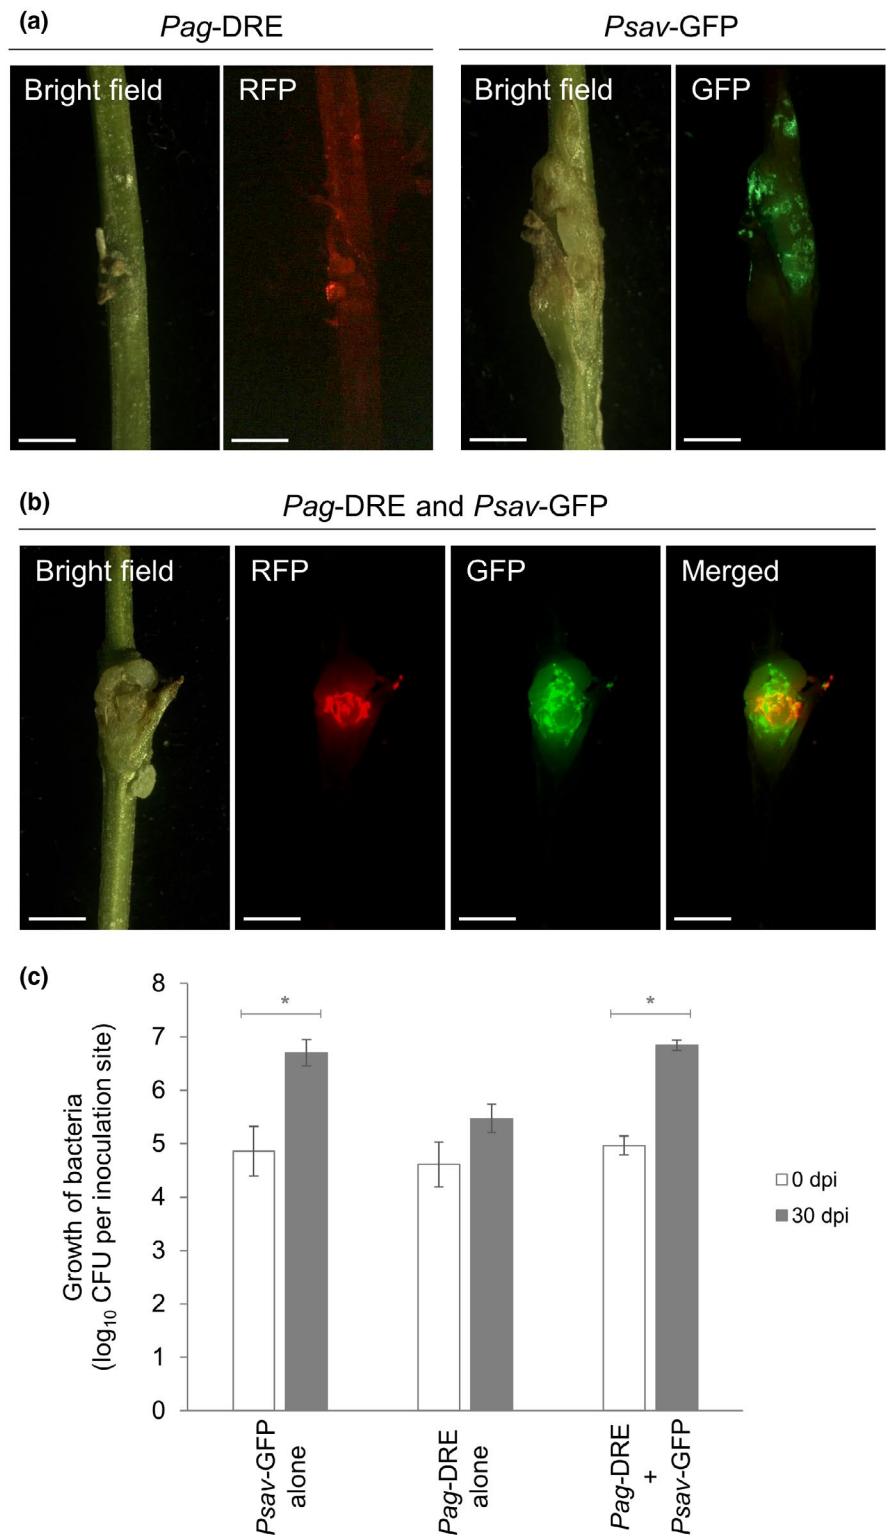 (a)
Pag-DRE
Psav-GFP
Bright field
RFP
Bright field
GFP
(b)
Pag-DRE and Psav-GFP
Bright field
RFP
GFP
Merged
(c)
Growth of bacteria
(log10 CFU per inoculation site)
8
7
6
5
4
3
2
1
0
*
*
0 dpi
30 dpi
Psav-GFP
alone
Pag-DRE
alone
Pag-DRE
+
Psav-GFP